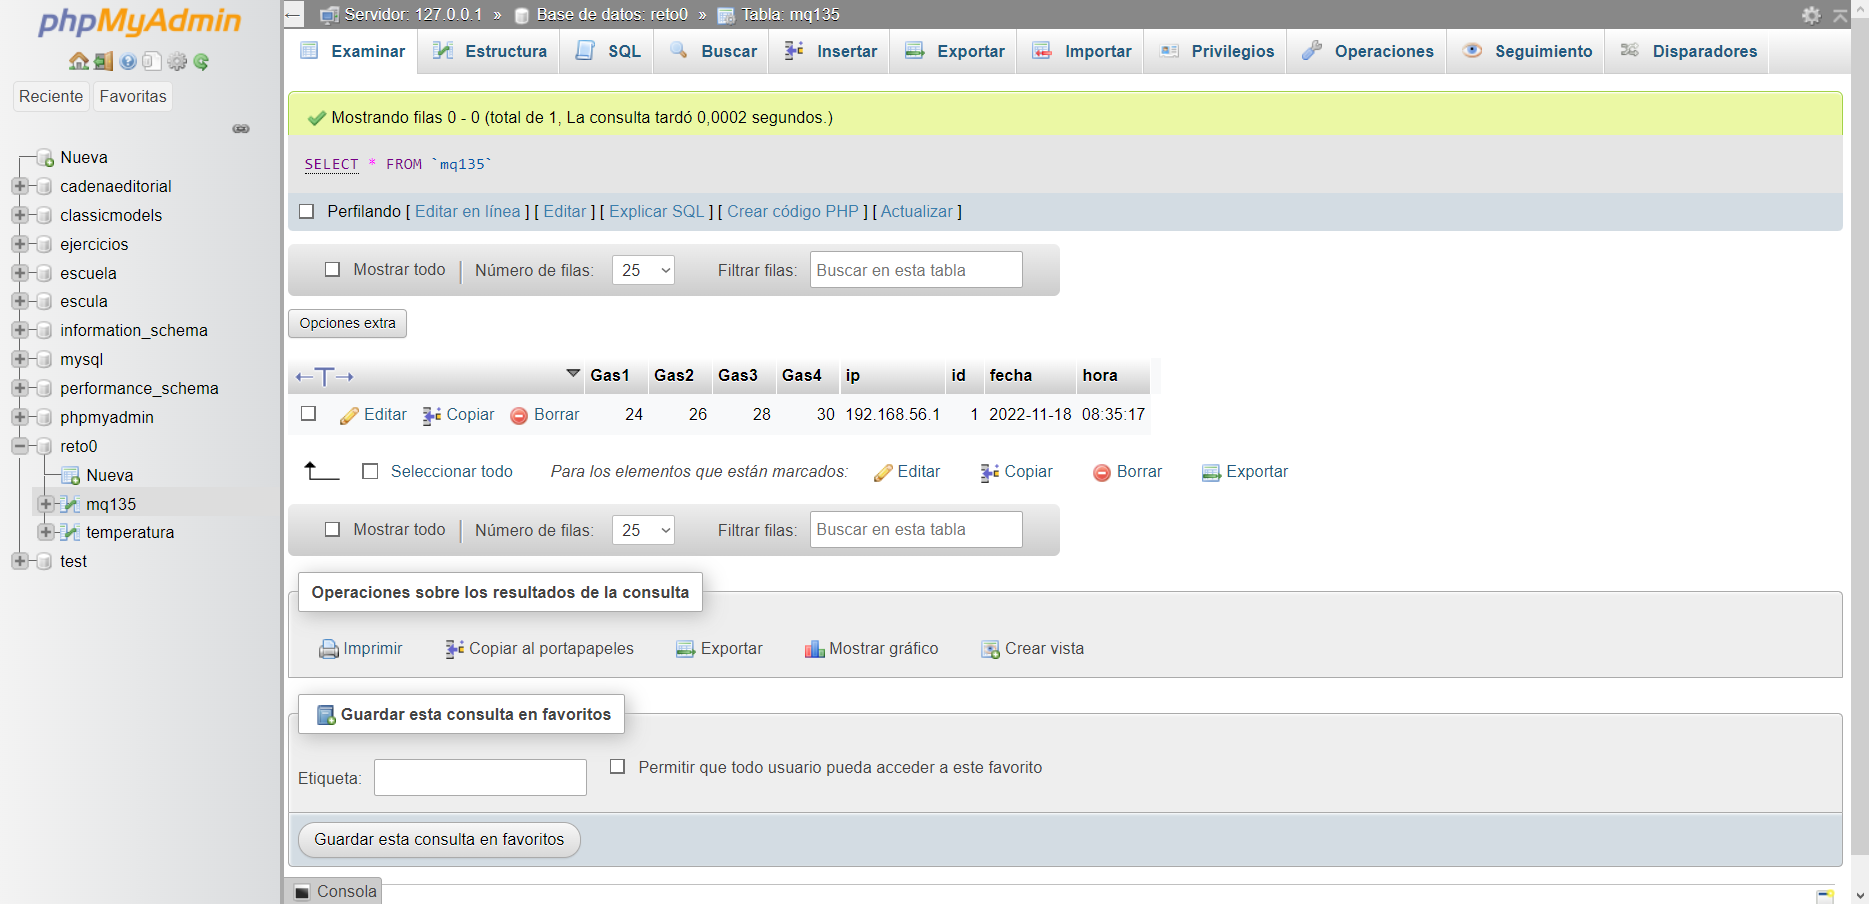 phpMyAdmin
Reciente Favoritas
Nueva
cadenaeditorial
classicmodels
ejercicios
escuela
escula
information_schema
mysql
performance_schema
phpmyadmin
reto0
Nueva
mq135
temperatura
test
Servidor: 127.0.0.1 » Base de datos: reto0 » Tabla: mq135
Examinar Estructura SQL Buscar Insertar Exportar Importar Privilegios Operaciones Seguimiento Disparadores
Mostrando filas 0 - 0 (total de 1, La consulta tardó 0,0002 segundos.)
SELECT * FROM `mq135`
Perfilando [ Editar en línea ] [ Editar ] [ Explicar SQL ] [ Crear código PHP ] [ Actualizar ]
Mostrar todo | Número de filas: 25 Filtrar filas: Buscar en esta tabla
Opciones extra
←T→ Gas1 Gas2 Gas3 Gas4 ip id fecha hora
Editar Copiar Borrar 24 26 28 30 192.168.56.1 1 2022-11-18 08:35:17
Seleccionar todo Para los elementos que están marcados: Editar Copiar Borrar Exportar
Mostrar todo | Número de filas: 25 Filtrar filas: Buscar en esta tabla
Operaciones sobre los resultados de la consulta
Imprimir Copiar al portapapeles Exportar Mostrar gráfico Crear vista
Guardar esta consulta en favoritos
Etiqueta: Permitir que todo usuario pueda acceder a este favorito
Guardar esta consulta en favoritos
Consola